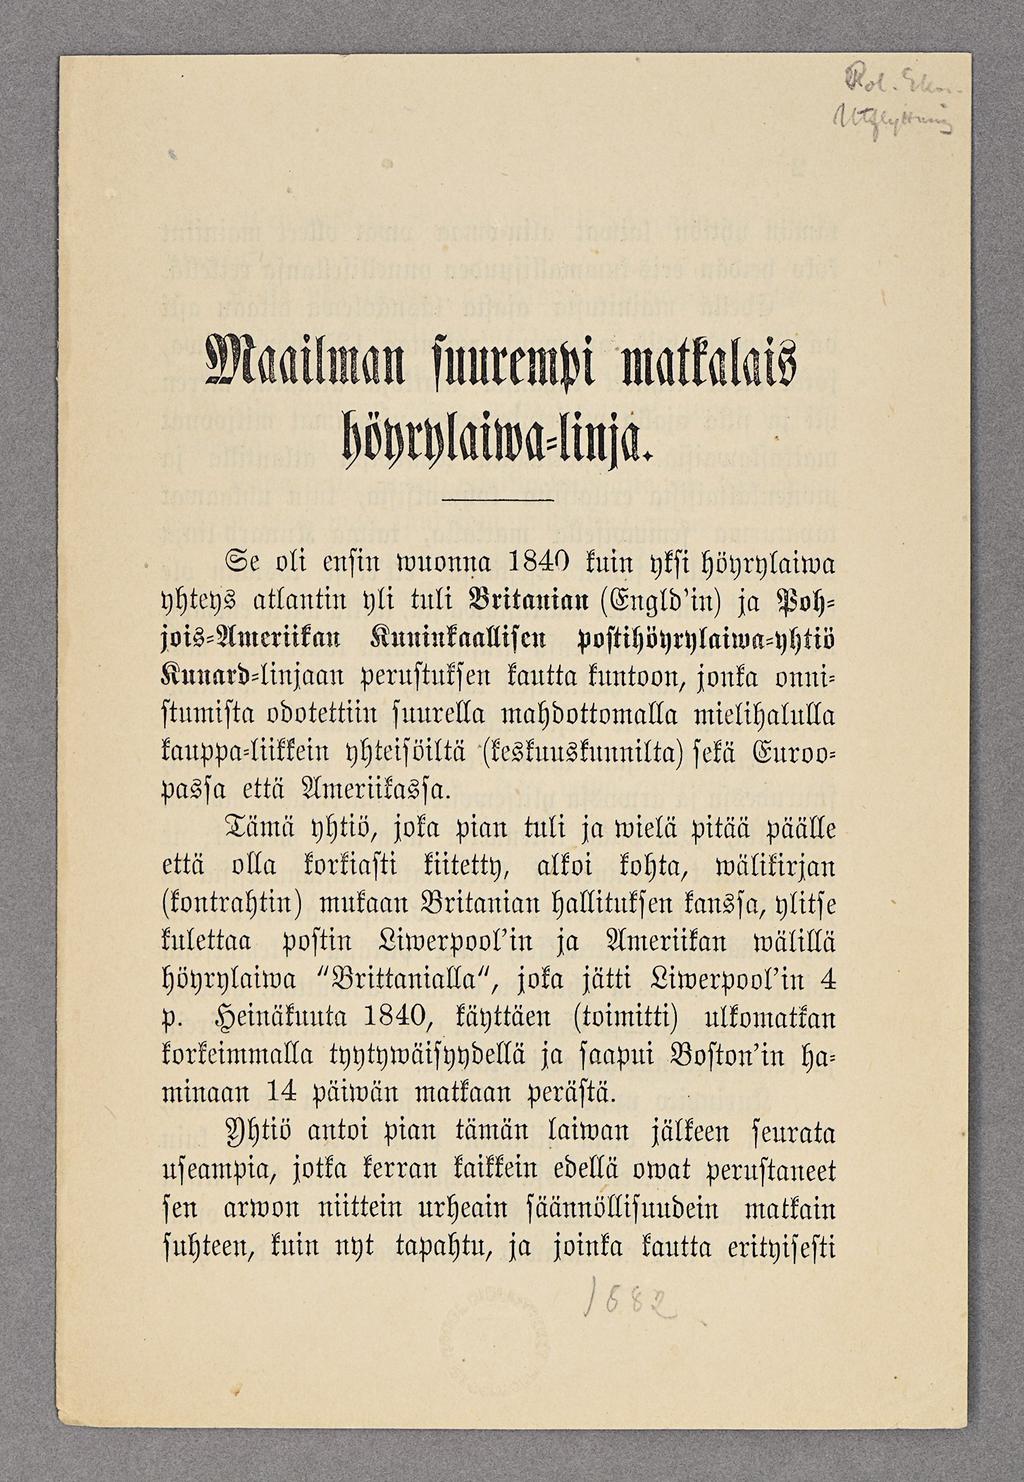 Pol. Ekon.
Utflyttning
Maailman suurempi matkalais
höyrylaiwa-linja.
Se oli ensin wuonna 1840 kuin yksi höyrylaiwa
yhteys atlantin yli tuli Britanian (Engld'in) ja Poh-
jois-Ameriikan Kuninkaallisen postihöyrylaiwa-yhtiö
Kunard-linjaan perustuksen kautta kuntoon, jonka onni-
stumista odotettiin suurella mahdottomalla mielihalulla
kauppa-liikkein yhteisöiltä (keskuuskunnilta) sekä Euroo-
passa että Ameriikassa.
Tämä yhtiö, joka pian tuli ja wielä pitää päälle
että olla korkiasti kiitetty, alkoi kohta, wälikirjan
(kontrahtin) mukaan Britanian hallituksen kanssa, ylitse
kulettaa postin Liwerpool'in ja Ameriikan wälillä
höyrylaiwa "Brittanialla", joka jätti Liwerpool'in 4
p. Heinäkuuta 1840, käyttäen (toimitti) ulkomatkan
korkeimmalla tyytywäisyydellä ja saapui Boston'in ha-
minaan 14 päiwän matkaan perästä.
Yhtiö antoi pian tämän laiwan jälkeen seurata
useampia, jotka kerran kaikkein edellä owat perustaneet
sen arwon niittein urheain säännöllisuudein matkain
suhteen, kuin nyt tapahtu, ja joinka kautta erityisesti
1882